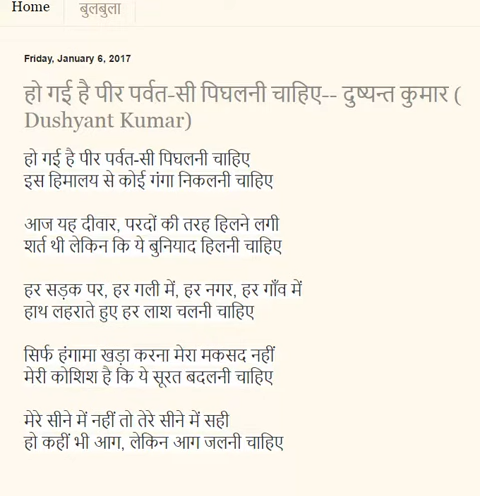 Home बुलबुला
Friday, January 6, 2017
हो गई है पीर पर्वत-सी पिघलनी चाहिए-- दुष्यन्त कुमार (
Dushyant Kumar)
हो गई है पीर पर्वत-सी पिघलनी चाहिए
इस हिमालय से कोई गंगा निकलनी चाहिए
आज यह दीवार, परदों की तरह हिलने लगी
शर्त थी लेकिन कि ये बुनियाद हिलनी चाहिए
हर सड़क पर, हर गली में, हर नगर, हर गाँव में
हाथ लहराते हुए हर लाश चलनी चाहिए
सिर्फ हंगामा खड़ा करना मेरा मकसद नहीं
मेरी कोशिश है कि ये सूरत बदलनी चाहिए
मेरे सीने में नहीं तो तेरे सीने में सही
हो कहीं भी आग, लेकिन आग जलनी चाहिए